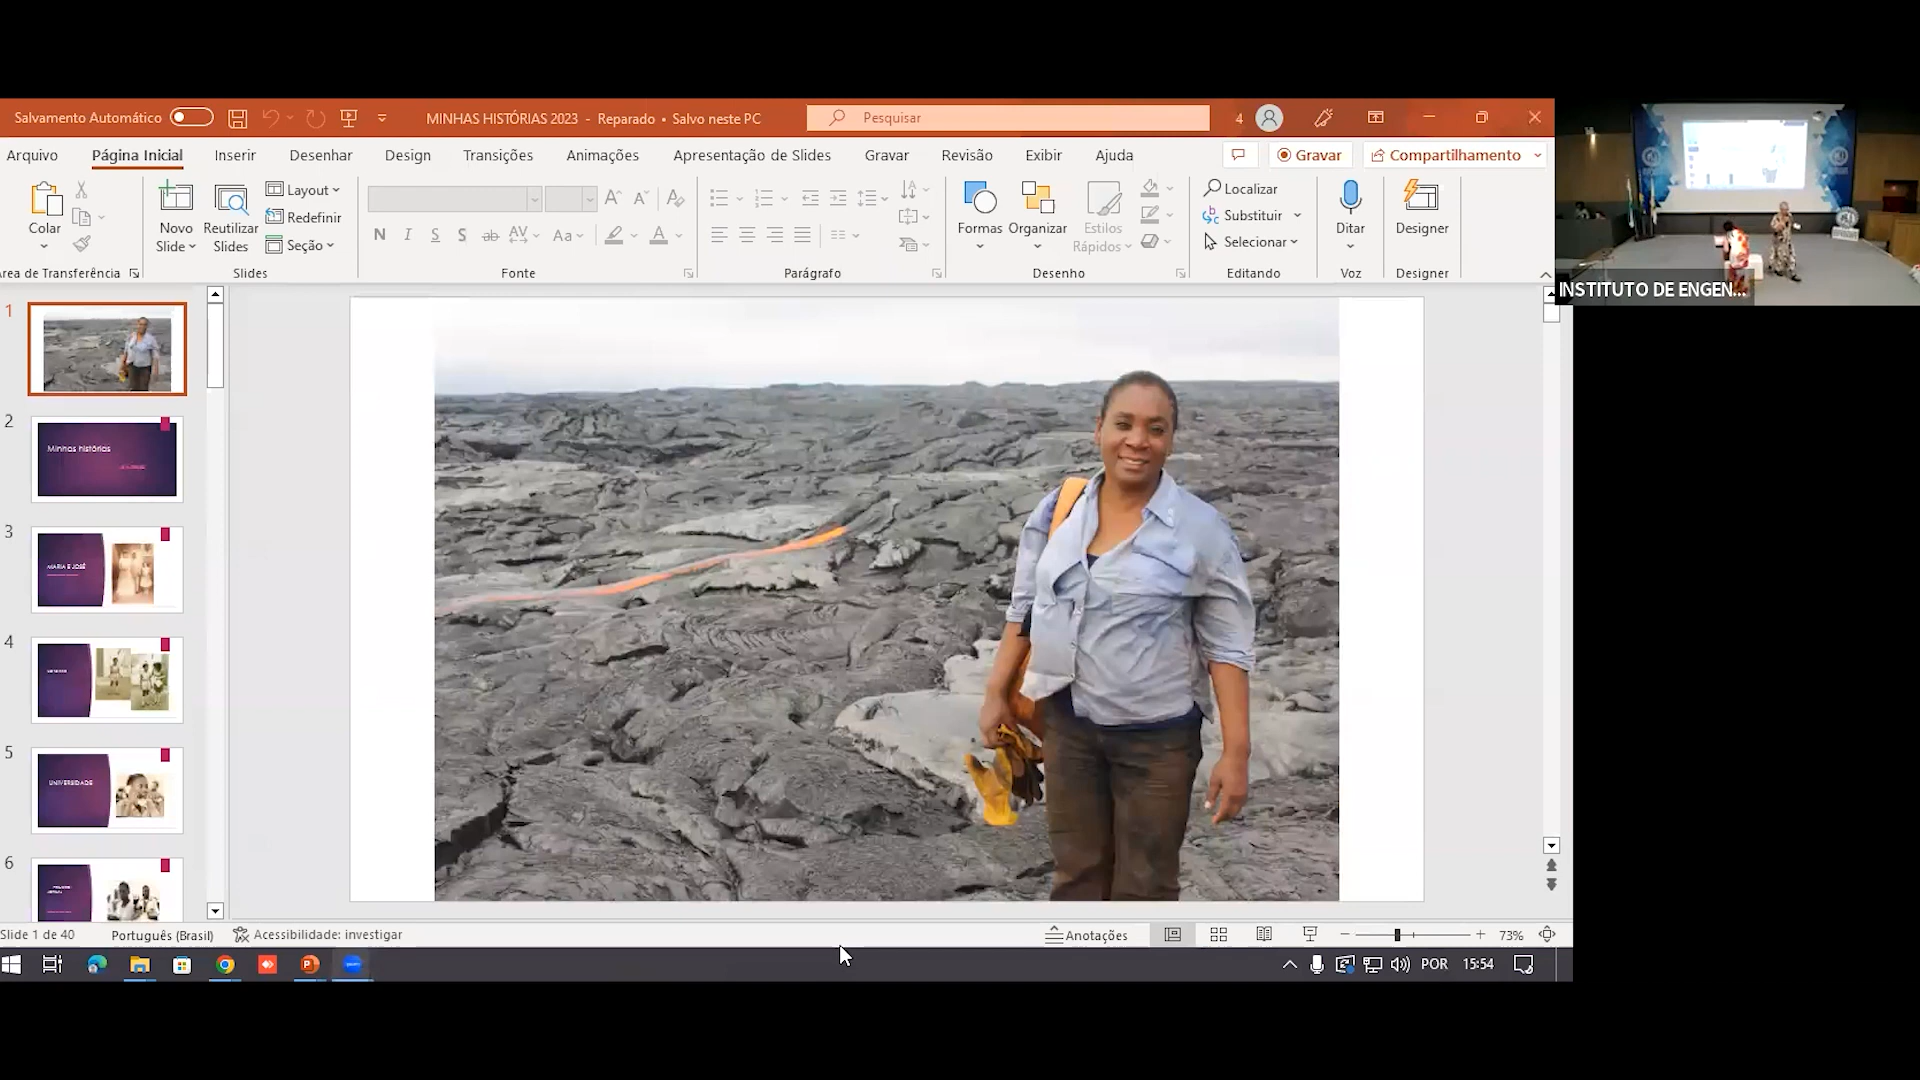 Salvamento Automático
MINHAS HISTÓRIAS 2023 - Reparado • Salvo neste PC
Pesquisar
4
Arquivo Página Inicial Inserir Desenhar Design Transições Animações Apresentação de Slides Gravar Revisão Exibir Ajuda
Gravar
Compartilhamento
Colar
Novo
Slide
Reutilizar
Slides
Layout
Redefinir
Seção
N I S S ab AV Aa A
Formas
Organizar
Estilos
Rápidos
Localizar
Substituir
Selecionar
Ditar
Designer
rea de Transferência
Slides
Fonte
Parágrafo
Desenho
Editando
Voz
Designer
INSTITUTO DE ENGEN...
1
2
Minhas histórias
3
MARIA E JOSÉ
4
5
UNIVERSIDADE
6
Slide 1 de 40
Português (Brasil)
Acessibilidade: investigar
Anotações
73%
POR
15:54